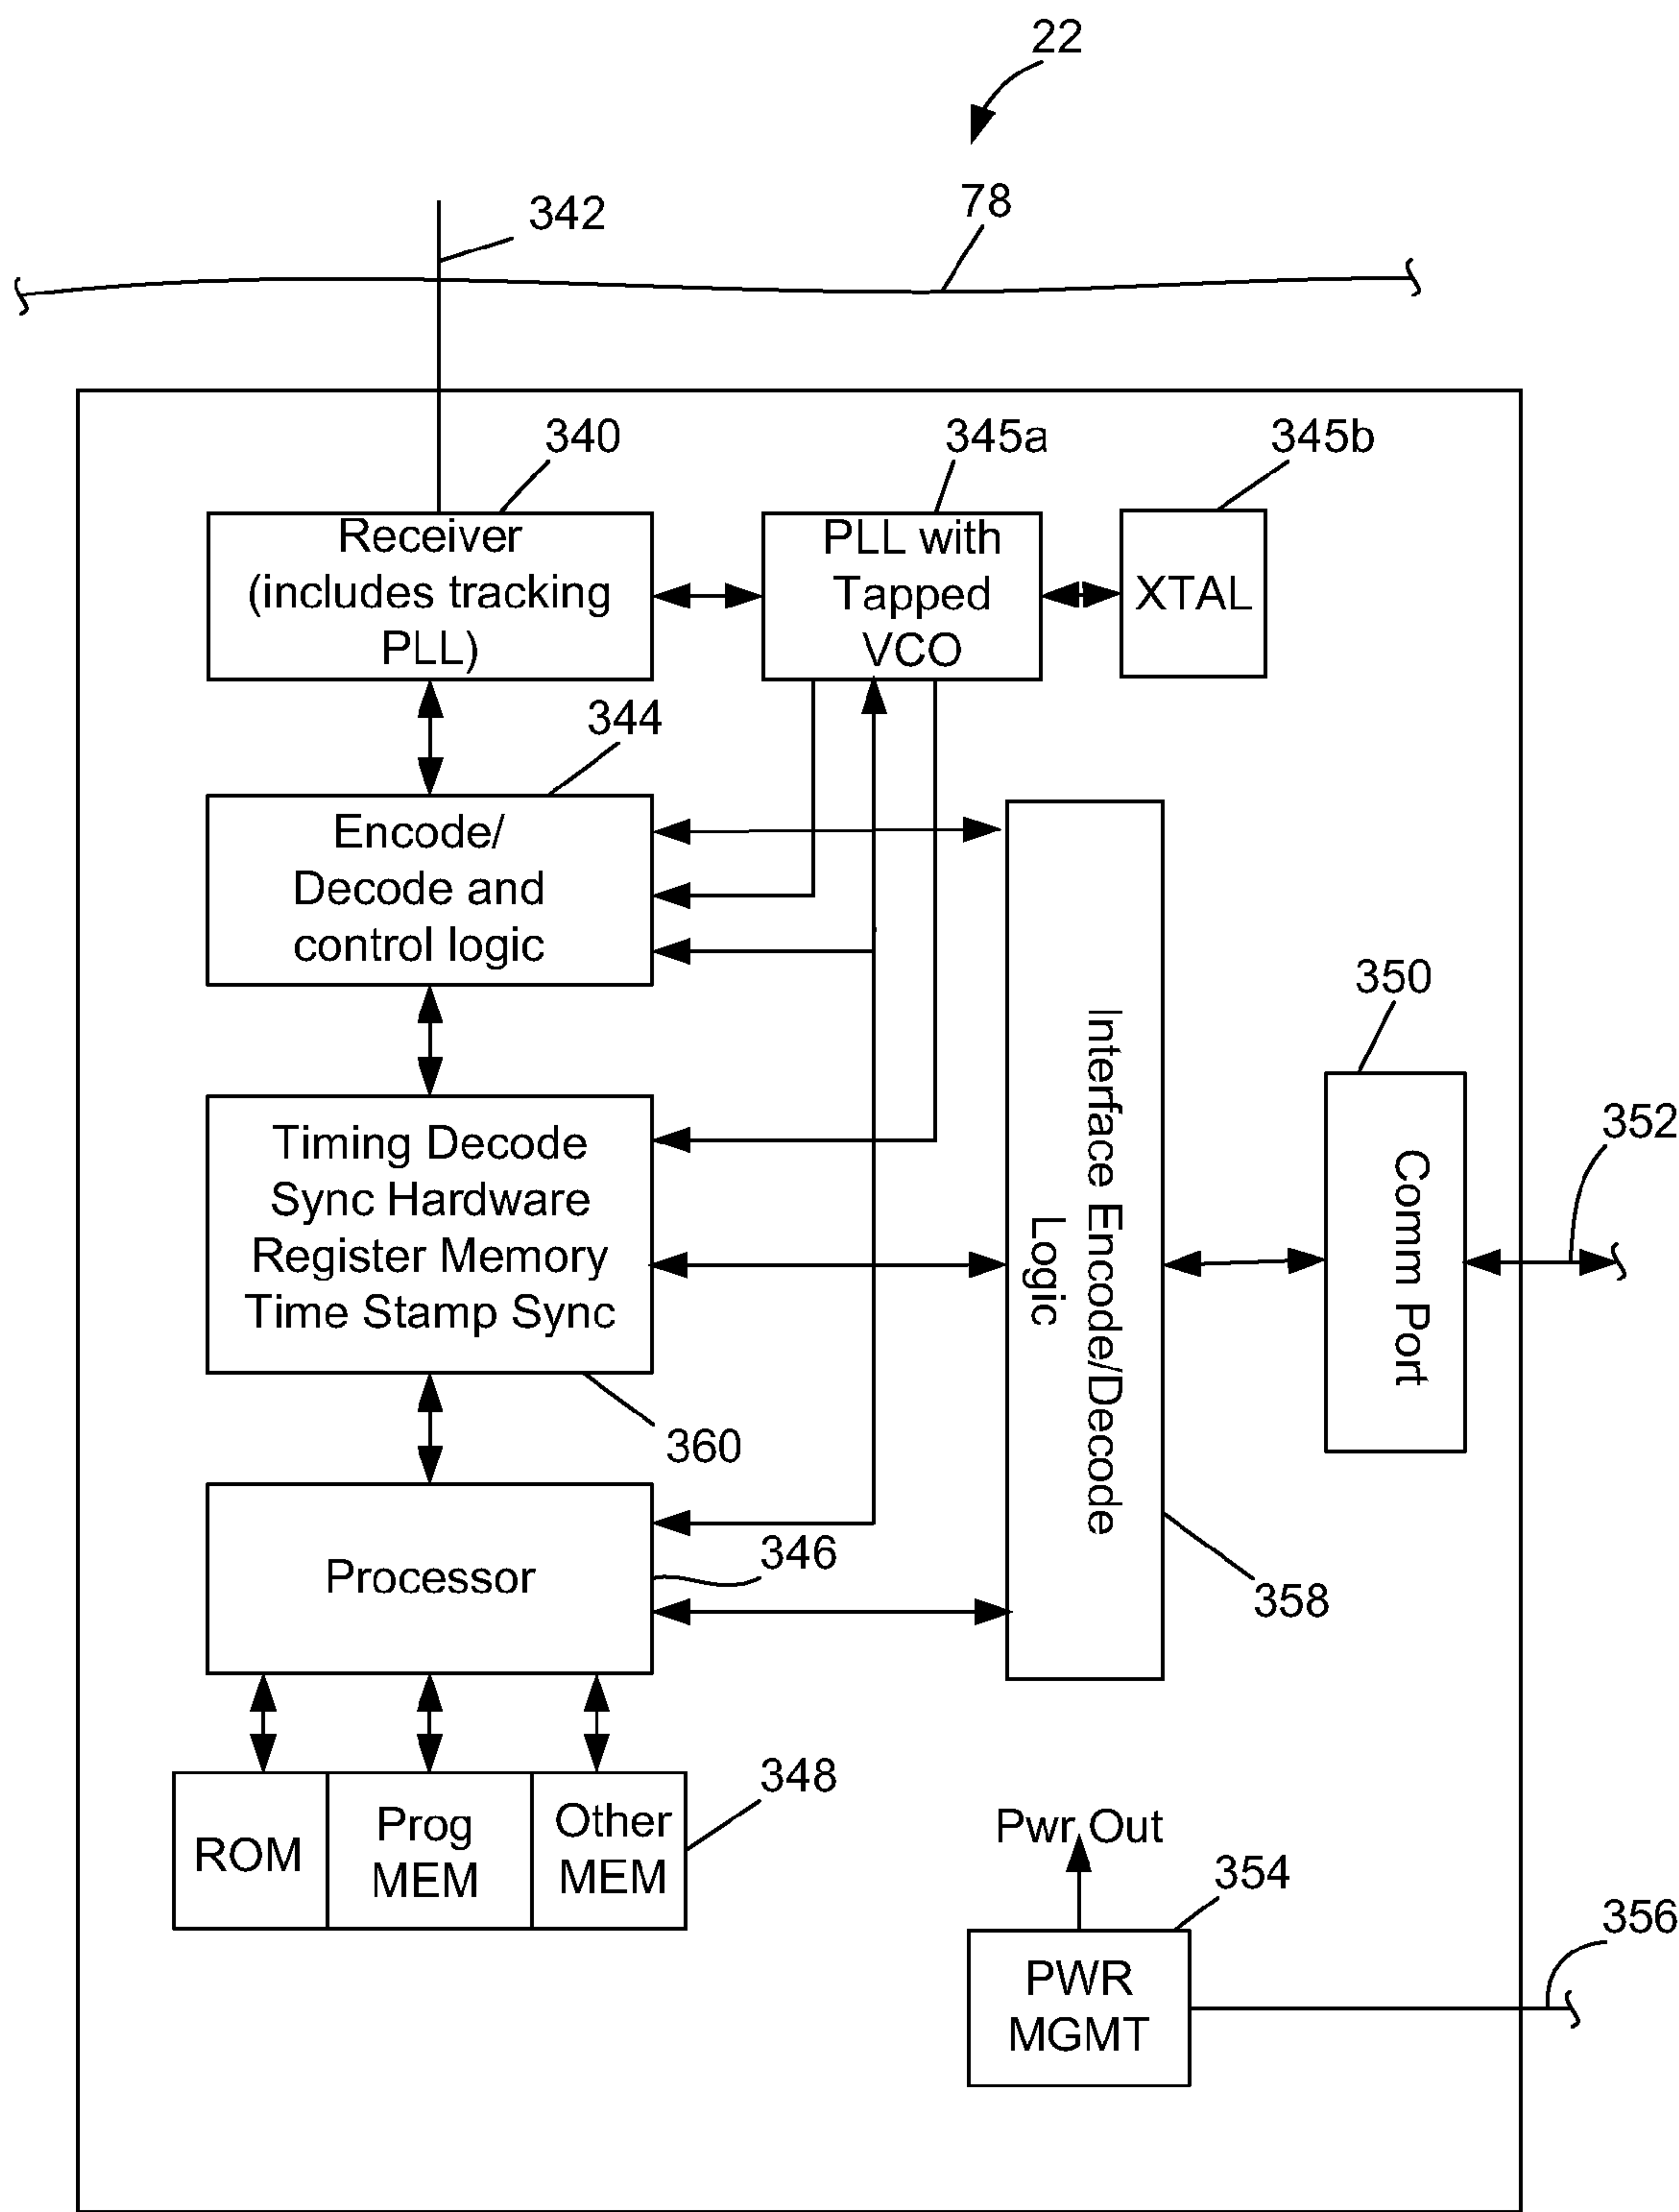 22
78
342
340
345a
345b
Receiver
(includes tracking
PLL)
PLL with
Tapped
VCO
XTAL
344
Encode/
Decode and
control logic
350
Interface Encode/Decode
Logic
Comm Port
352
Timing Decode
Sync Hardware
Register Memory
Time Stamp Sync
360
346
Processor
358
348
ROM
Prog
MEM
Other
MEM
Pwr Out
354
356
PWR
MGMT